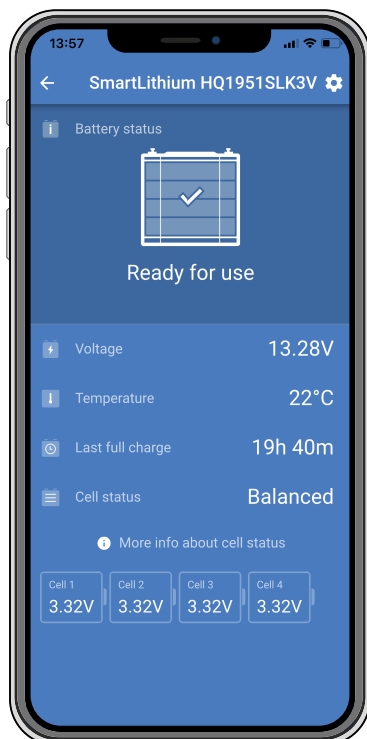 13:57
SmartLithium HQ1951SLK3V
Battery status
Ready for use
Voltage 13.28V
Temperature 22°C
Last full charge 19h 40m
Cell status Balanced
More info about cell status
Cell 1 Cell 2 Cell 3 Cell 4
3.32V 3.32V 3.32V 3.32V